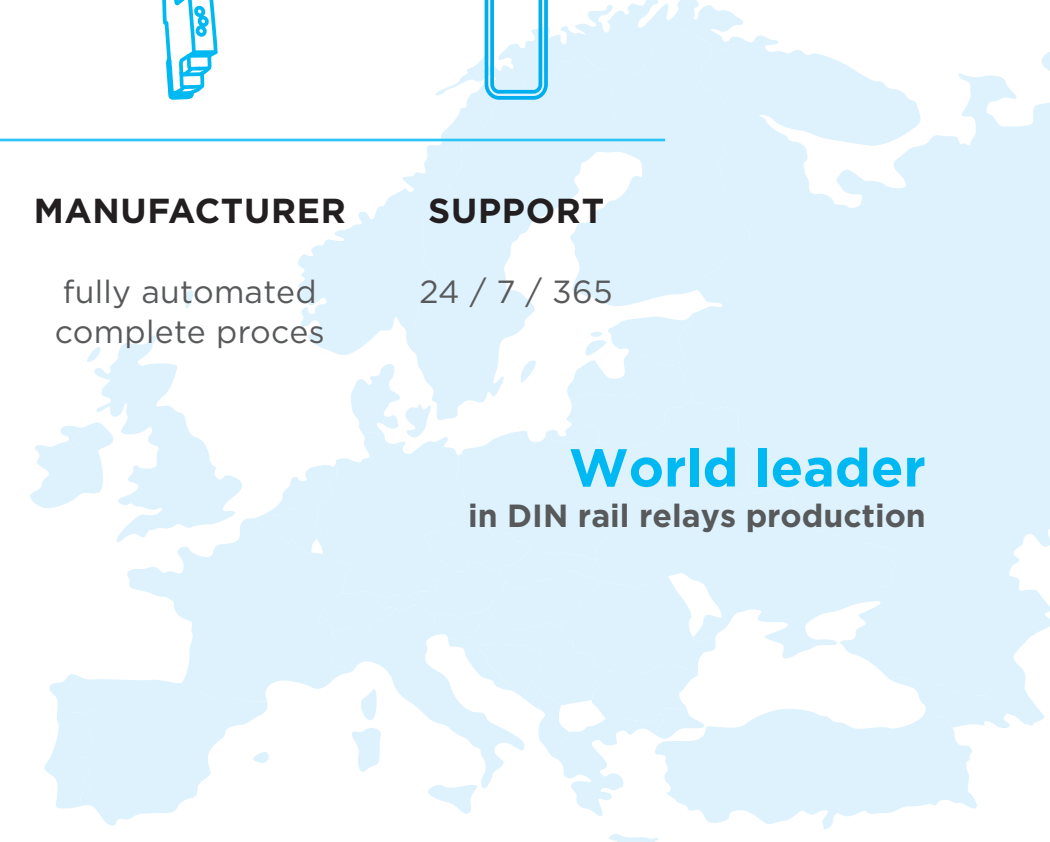 MANUFACTURER
fully automated
complete proces
SUPPORT
24 / 7 / 365
World leader
in DIN rail relays production